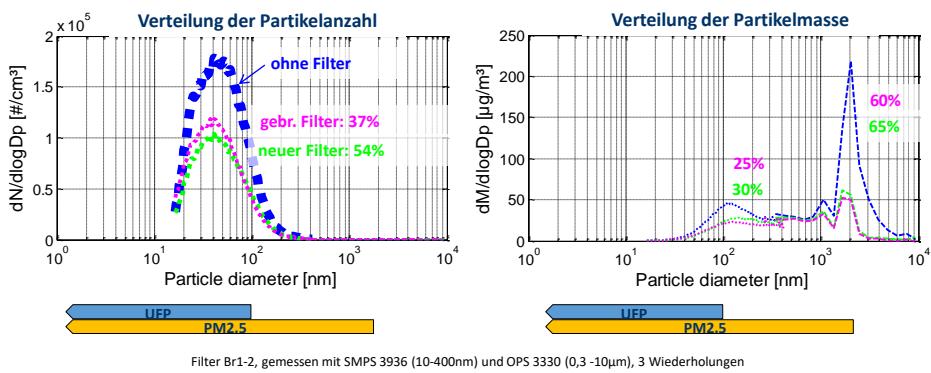 Verteilung der Partikelanzahl
x 10⁵
2
1.5
1
0.5
0
dN/dlogDp [#/cm³]
ohne Filter
gebr. Filter: 37%
neuer Filter: 54%
10⁰ 10¹ 10² 10³ 10⁴
Particle diameter [nm]
UFP
PM2.5
Verteilung der Partikelmasse
250
200
150
100
50
0
dM/dlogDp [µg/m³]
60%
65%
25%
30%
10⁰ 10¹ 10² 10³ 10⁴
Particle diameter [nm]
UFP
PM2.5
Filter Br1-2, gemessen mit SMPS 3936 (10-400nm) und OPS 3330 (0,3 -10µm), 3 Wiederholungen